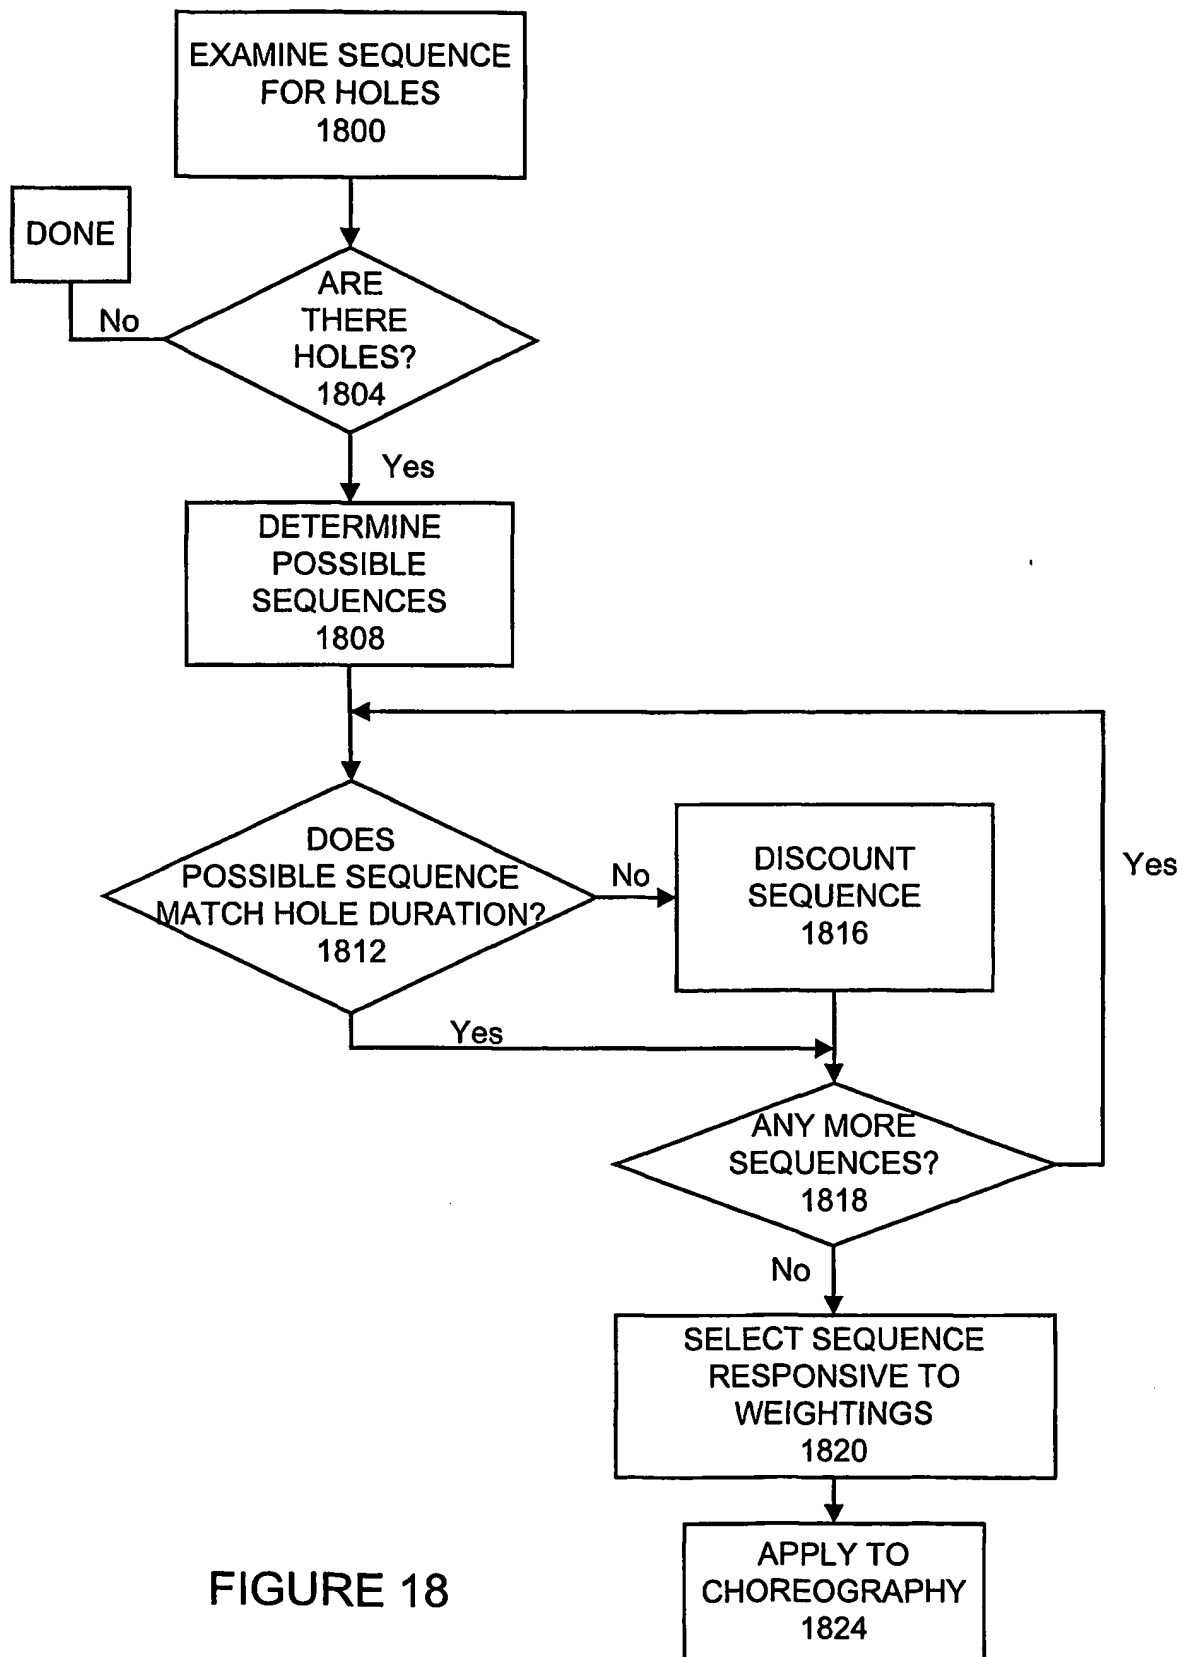 EXAMINE SEQUENCE
FOR HOLES
1800
DONE
No
ARE
THERE
HOLES?
1804
Yes
DETERMINE
POSSIBLE
SEQUENCES
1808
DOES
POSSIBLE SEQUENCE
MATCH HOLE DURATION?
1812
No
DISCOUNT
SEQUENCE
1816
Yes
Yes
ANY MORE
SEQUENCES?
1818
No
SELECT SEQUENCE
RESPONSIVE TO
WEIGHTINGS
1820
APPLY TO
CHOREOGRAPHY
1824
FIGURE 18